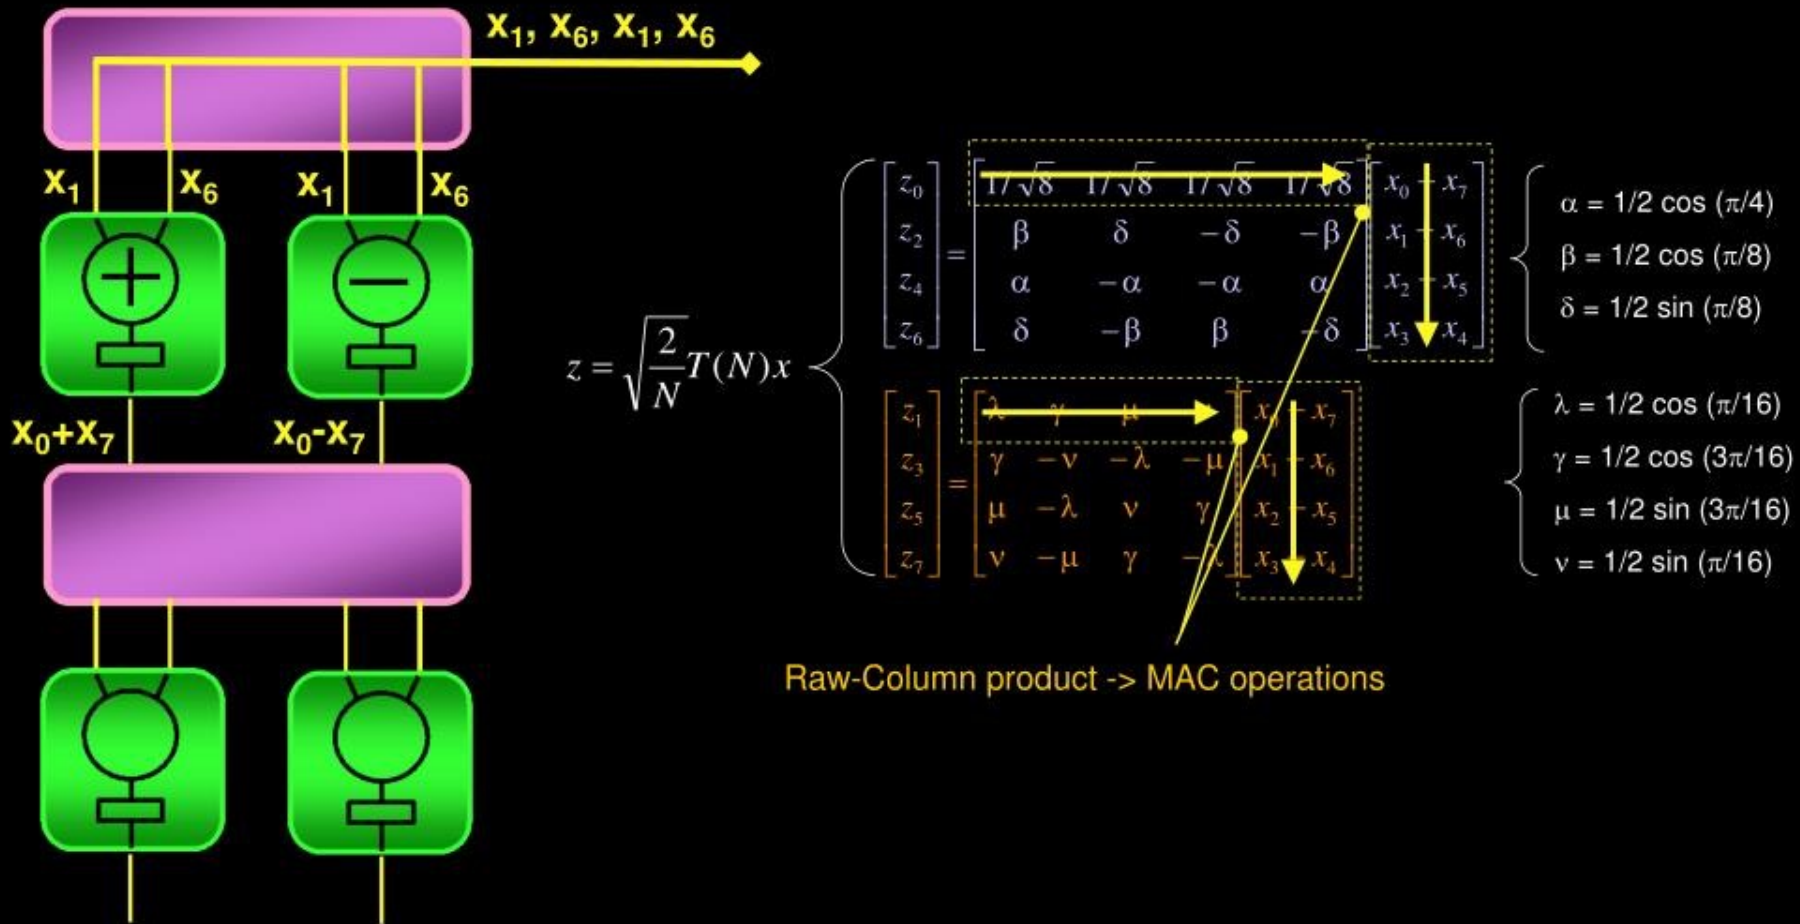 x₁, x₆, x₁, x₆
x₁ x₆ x₁ x₆
+ −
x₀+x₇ x₀-x₇
z = √(2/N) T(N)x
z₀ 1/√8 1/√8 1/√8 1/√8 x₀ + x₇
z₂ β δ −δ −β x₁ x₆
z₄ = α −α −α α x₂ x₅
z₆ δ −β β −δ x₃ x₄
α = 1/2 cos (π/4)
β = 1/2 cos (π/8)
δ = 1/2 sin (π/8)
z₁ λ γ μ x₇
z₃ γ −ν −λ −μ x₁ x₆
z₅ = μ −λ ν γ x₂ x₅
z₇ ν −μ γ −λ x₃ x₄
λ = 1/2 cos (π/16)
γ = 1/2 cos (3π/16)
μ = 1/2 sin (3π/16)
ν = 1/2 sin (π/16)
Raw-Column product -> MAC operations